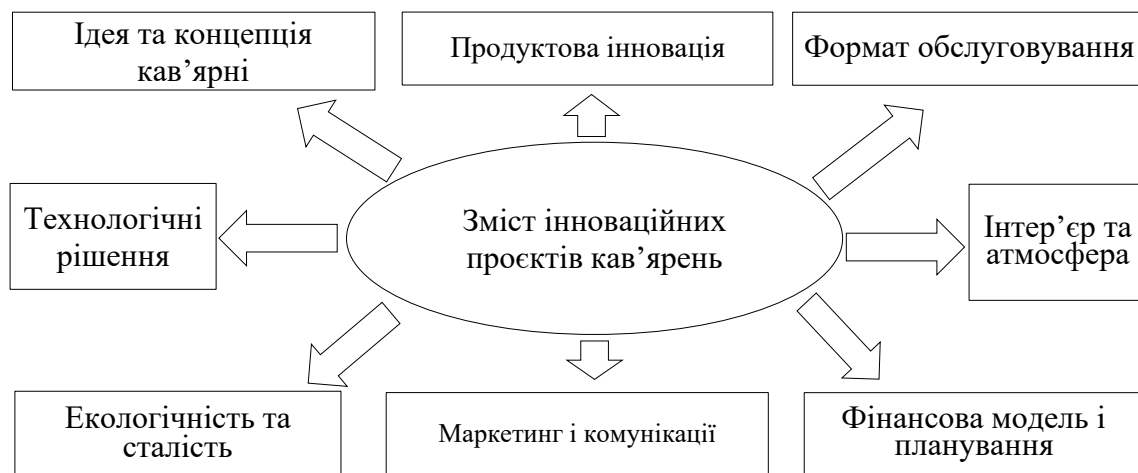 Ідея та концепція
кав’ярні
Продуктова інновація
Формат обслуговування
Технологічні
рішення
Зміст інноваційних
проєктів кав’ярень
Інтер’єр та
атмосфера
Екологічність та
сталість
Маркетинг і комунікації
Фінансова модель і
планування